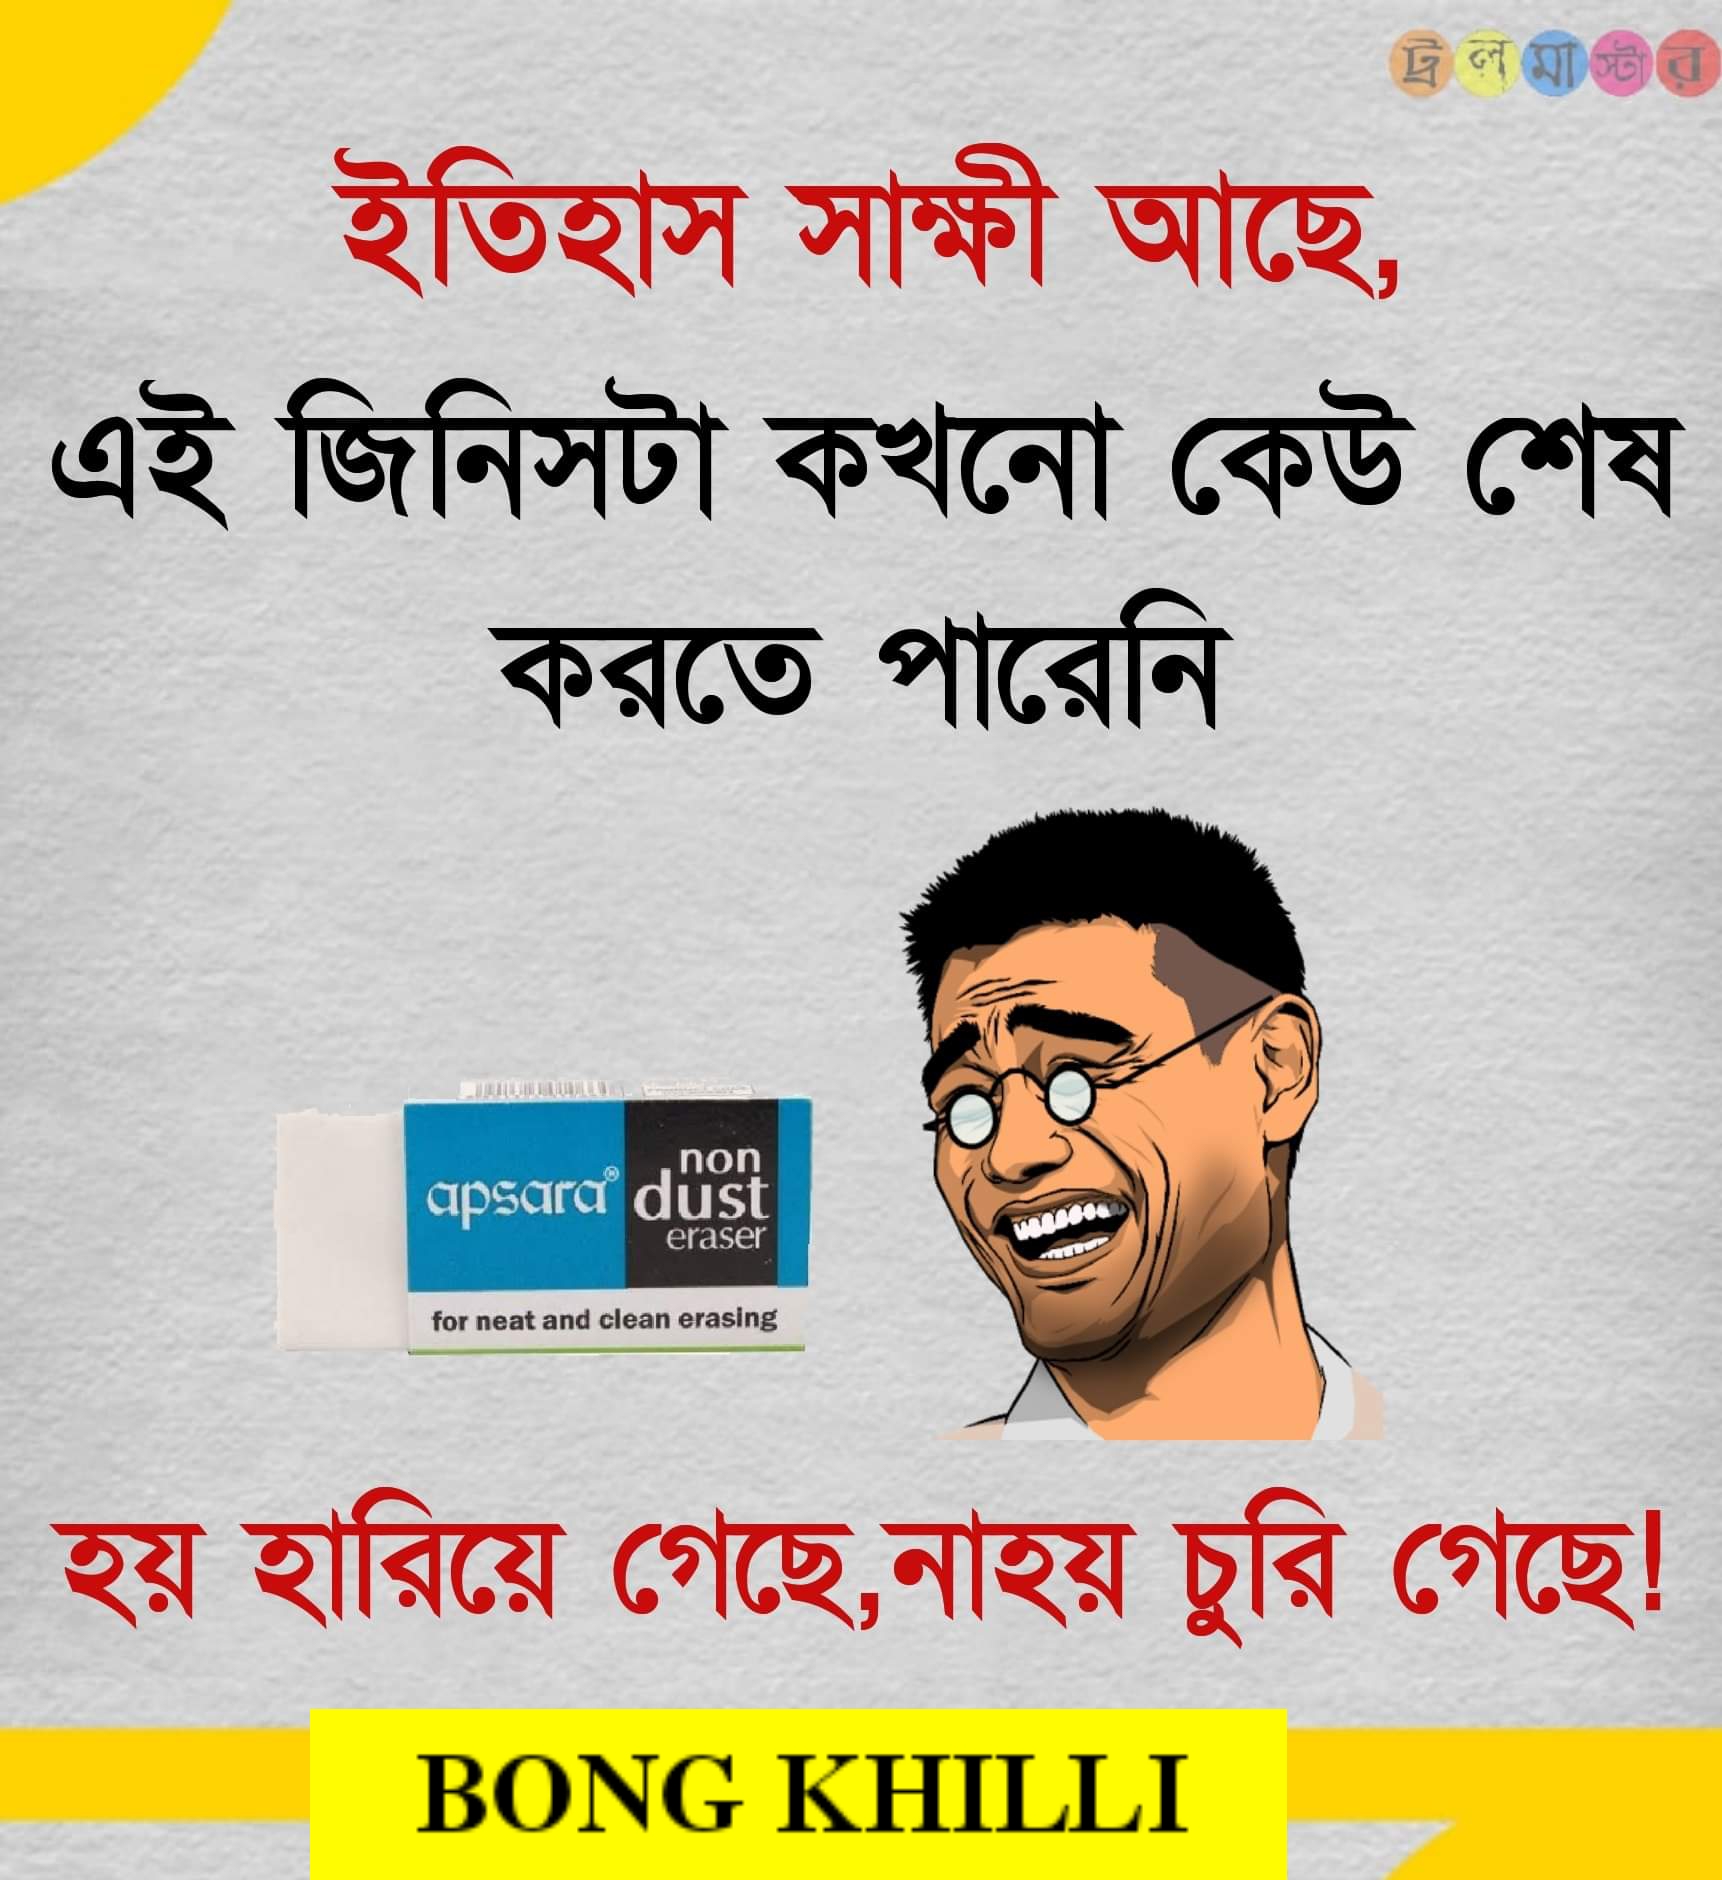 ট্রল মাস্টার
ইতিহাস সাক্ষী আছে,
এই জিনিসটা কখনো কেউ শেষ
করতে পারেনি
apsara®
non
dust
eraser
for neat and clean erasing
হয় হারিয়ে গেছে,নাহয় চুরি গেছে!
BONG KHILLI